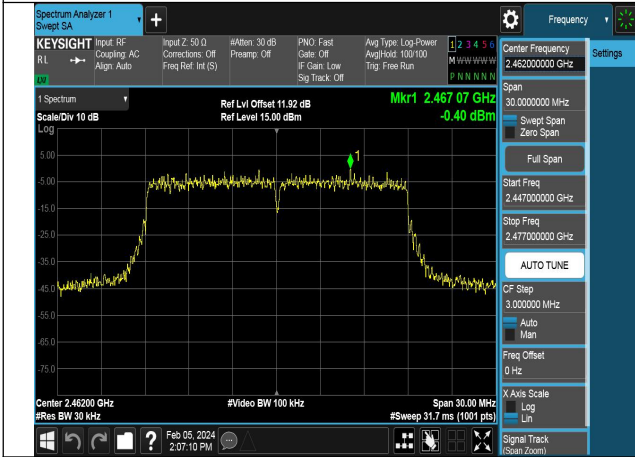 Spectrum Analyzer 1
Swept SA
+
Frequency
KEYSIGHT
RL
Input: RF
Coupling: AC
Align: Auto
Input Z: 50 Ω
Corrections: Off
Freq Ref: Int (S)
#Atten: 30 dB
Preamp: Off
PNO: Fast
Gate: Off
IF Gain: Low
Sig Track: Off
Avg Type: Log-Power
Avg|Hold: 100/100
Trig: Free Run
1 2 3 4 5 6
M W W W W W
P N N N N N
1 Spectrum
Scale/Div 10 dB
Ref Lvl Offset 11.92 dB
Ref Level 15.00 dBm
Mkr1 2.467 07 GHz
-0.40 dBm
Log
1
5.00
-5.00
-15.0
-25.0
-35.0
-45.0
-55.0
-65.0
-75.0
Center 2.46200 GHz
#Res BW 30 kHz
#Video BW 100 kHz
Span 30.00 MHz
#Sweep 31.7 ms (1001 pts)
?
Feb 05, 2024
2:07:10 PM
Center Frequency
2.462000000 GHz
Settings
Span
30.0000000 MHz
Swept Span
Zero Span
Full Span
Start Freq
2.447000000 GHz
Stop Freq
2.477000000 GHz
AUTO TUNE
CF Step
3.000000 MHz
Auto
Man
Freq Offset
0 Hz
X Axis Scale
Log
Lin
Signal Track
(Span Zoom)